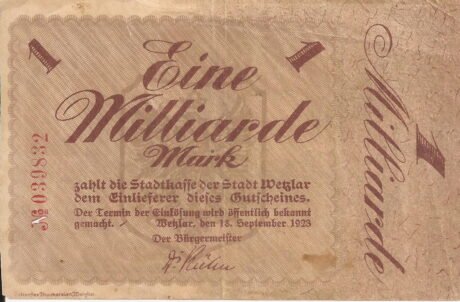 1
1
Eine
Milliarde
Mark
zahlt die Stadtkasse der Stadt Wetzlar
dem Einlieferer dieses Gutscheines.
Der Termin der Einlösung wird öffentlich bekannt
gemacht. Wetzlar, den 18. September 1923
Der Bürgermeister
№ 039832
1 Milliarde